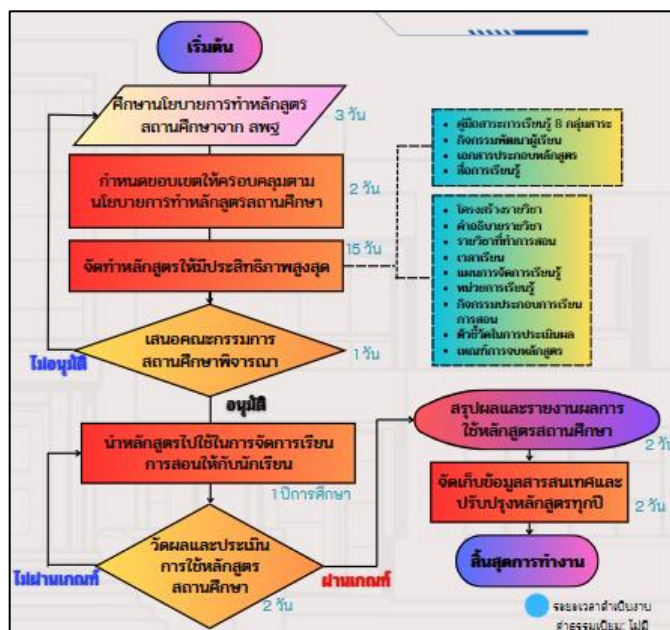 เริ่มต้น
ศึกษานโยบายการทำหลักสูตร
สถานศึกษาจาก สพฐ
3 วัน
กำหนดขอบเขตให้ครอบคลุมตาม
นโยบายการทำหลักสูตรสถานศึกษา
2 วัน
จัดทำหลักสูตรให้มีประสิทธิภาพสูงสุด
15 วัน
• คู่มือสาระการเรียนรู้ 8 กลุ่มสาระ
• กิจกรรมพัฒนาผู้เรียน
• เอกสารประกอบหลักสูตร
• สื่อการเรียนรู้
• โครงสร้างรายวิชา
• คำอธิบายรายวิชา
• รายวิชาที่ทำการสอน
• เวลาเรียน
• แผนการจัดการเรียนรู้
• หน่วยการเรียนรู้
• กิจกรรมประกอบการเรียน
การสอน
• ตัวชี้วัดในการประเมินผล
• เกณฑ์การจบหลักสูตร
เสนอคณะกรรมการ
สถานศึกษาพิจารณา
1 วัน
ไม่อนุมัติ
อนุมัติ
นำหลักสูตรไปใช้ในการจัดการเรียน
การสอนให้กับนักเรียน
1 ปีการศึกษา
วัดผลและประเมิน
การใช้หลักสูตร
สถานศึกษา
2 วัน
ไม่ผ่านเกณฑ์
ผ่านเกณฑ์
สรุปผลและรายงานผลการ
ใช้หลักสูตรสถานศึกษา
2 วัน
จัดเก็บข้อมูลสารสนเทศและ
ปรับปรุงหลักสูตรทุกปี
2 วัน
สิ้นสุดการทำงาน
ระยะเวลาดำเนินงาน
ค่าธรรมเนียม: ไม่มี